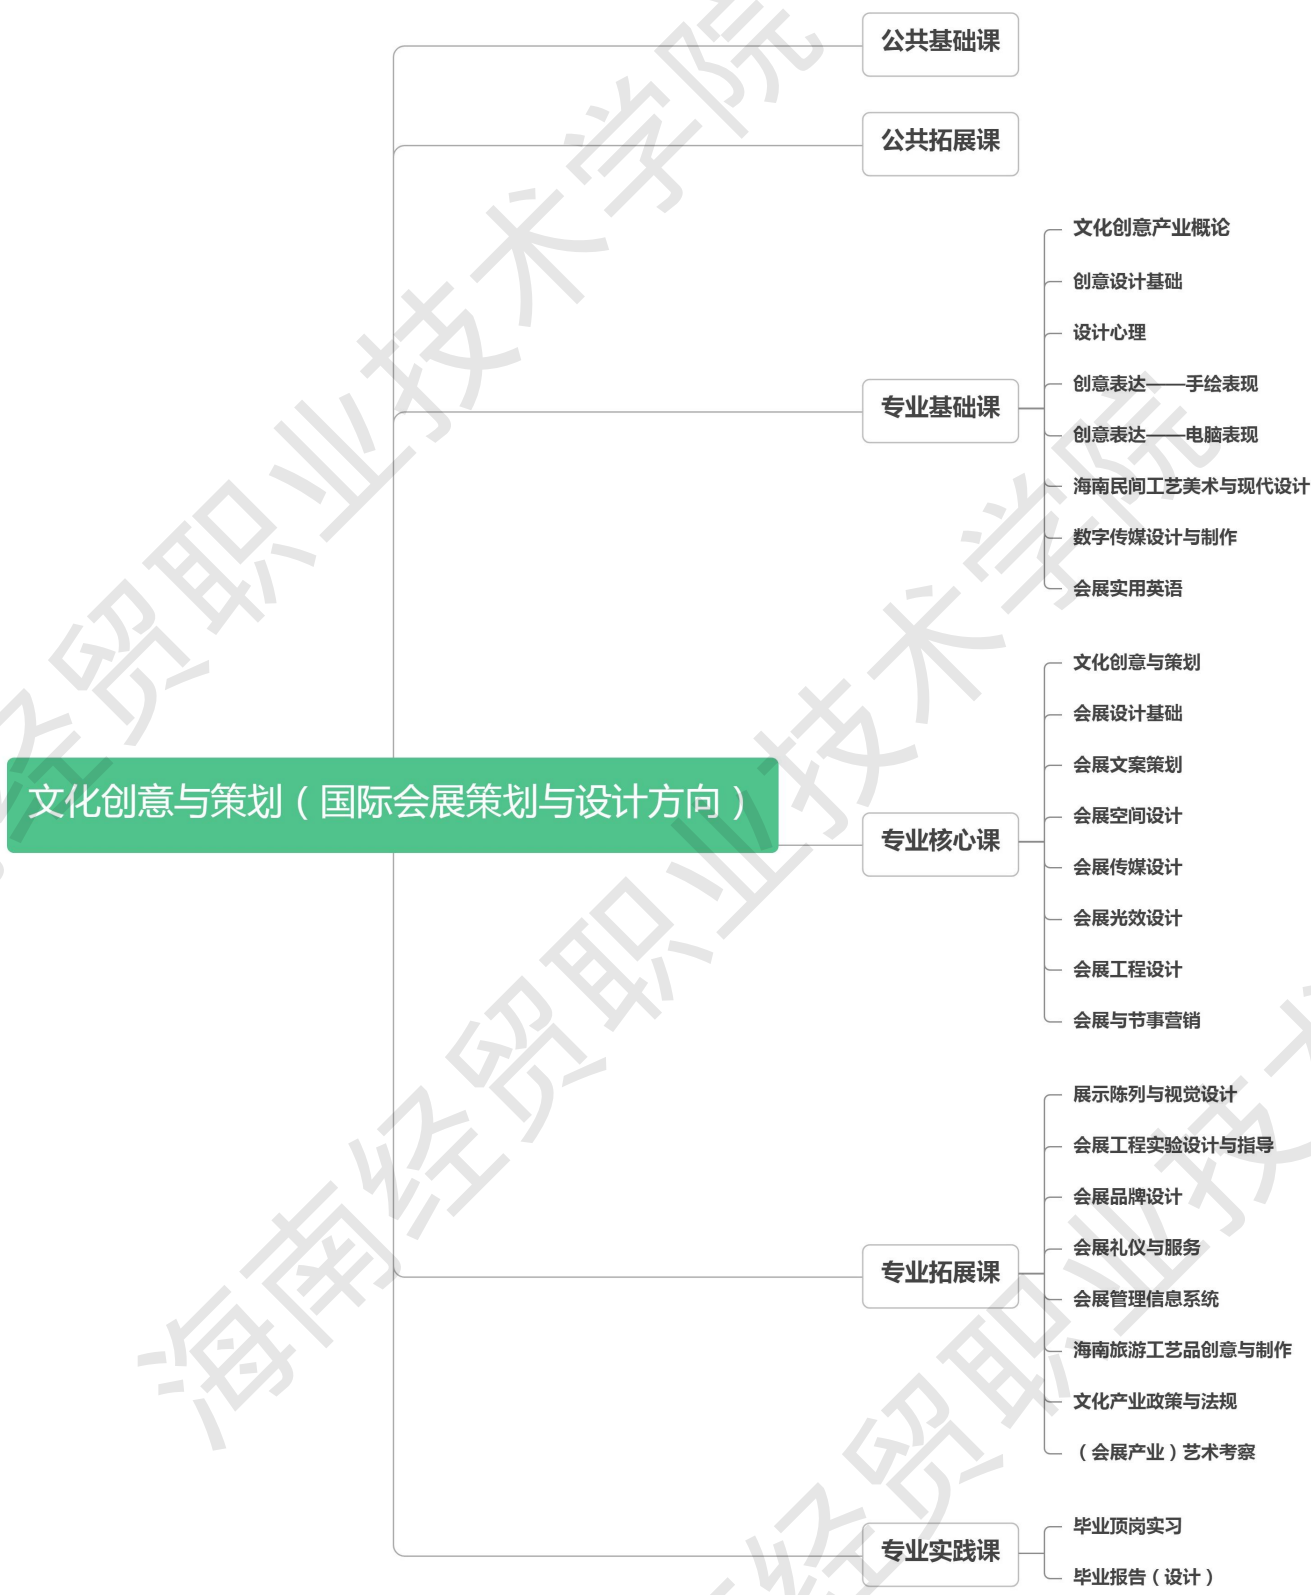 公共基础课
公共拓展课
文化创意产业概论
创意设计基础
设计心理
创意表达——手绘表现
专业基础课
创意表达——电脑表现
海南民间工艺美术与现代设计
数字传媒设计与制作
会展实用英语
文化创意与策划
会展设计基础
会展文案策划
文化创意与策划（国际会展策划与设计方向）
会展空间设计
专业核心课
会展传媒设计
会展光效设计
会展工程设计
会展与节事营销
展示陈列与视觉设计
会展工程实验设计与指导
会展品牌设计
会展礼仪与服务
专业拓展课
会展管理信息系统
海南旅游工艺品创意与制作
文化产业政策与法规
（会展产业）艺术考察
毕业顶岗实习
专业实践课
毕业报告（设计）
海南经贸职业技术学院
海南经贸职业技术学院
经贸职业技术